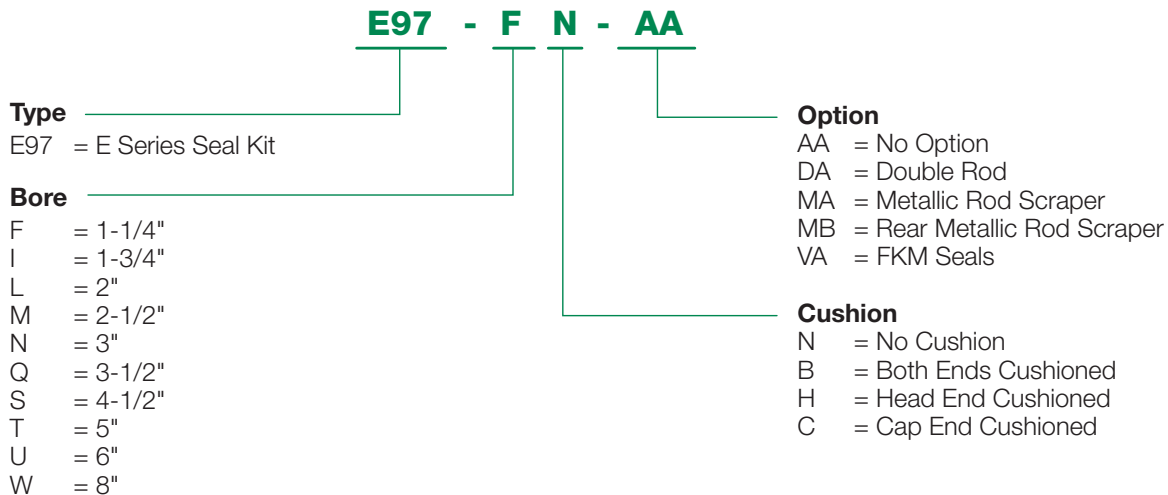 E97 - F N - AA
Type
E97 = E Series Seal Kit
Bore
F = 1-1/4"
I = 1-3/4"
L = 2"
M = 2-1/2"
N = 3"
Q = 3-1/2"
S = 4-1/2"
T = 5"
U = 6"
W = 8"
Option
AA = No Option
DA = Double Rod
MA = Metallic Rod Scraper
MB = Rear Metallic Rod Scraper
VA = FKM Seals
Cushion
N = No Cushion
B = Both Ends Cushioned
H = Head End Cushioned
C = Cap End Cushioned